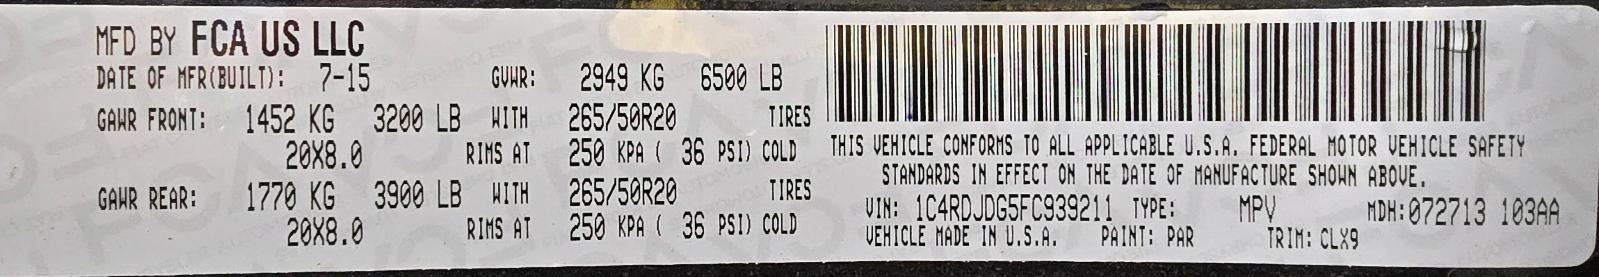 MFD BY FCA US LLC
DATE OF MFR(BUILT): 7-15 GVWR: 2949 KG 6500 LB
GAWR FRONT: 1452 KG 3200 LB WITH 265/50R20 TIRES
20X8.0 RIMS AT 250 KPA ( 36 PSI) COLD
GAWR REAR: 1770 KG 3900 LB WITH 265/50R20 TIRES
20X8.0 RIMS AT 250 KPA ( 36 PSI) COLD
THIS VEHICLE CONFORMS TO ALL APPLICABLE U.S.A. FEDERAL MOTOR VEHICLE SAFETY
STANDARDS IN EFFECT ON THE DATE OF MANUFACTURE SHOWN ABOVE.
VIN: 1C4RDJDG5FC939211 TYPE: MPV MDH:072713 103AA
VEHICLE MADE IN U.S.A. PAINT: PAR TRIM: CLX9